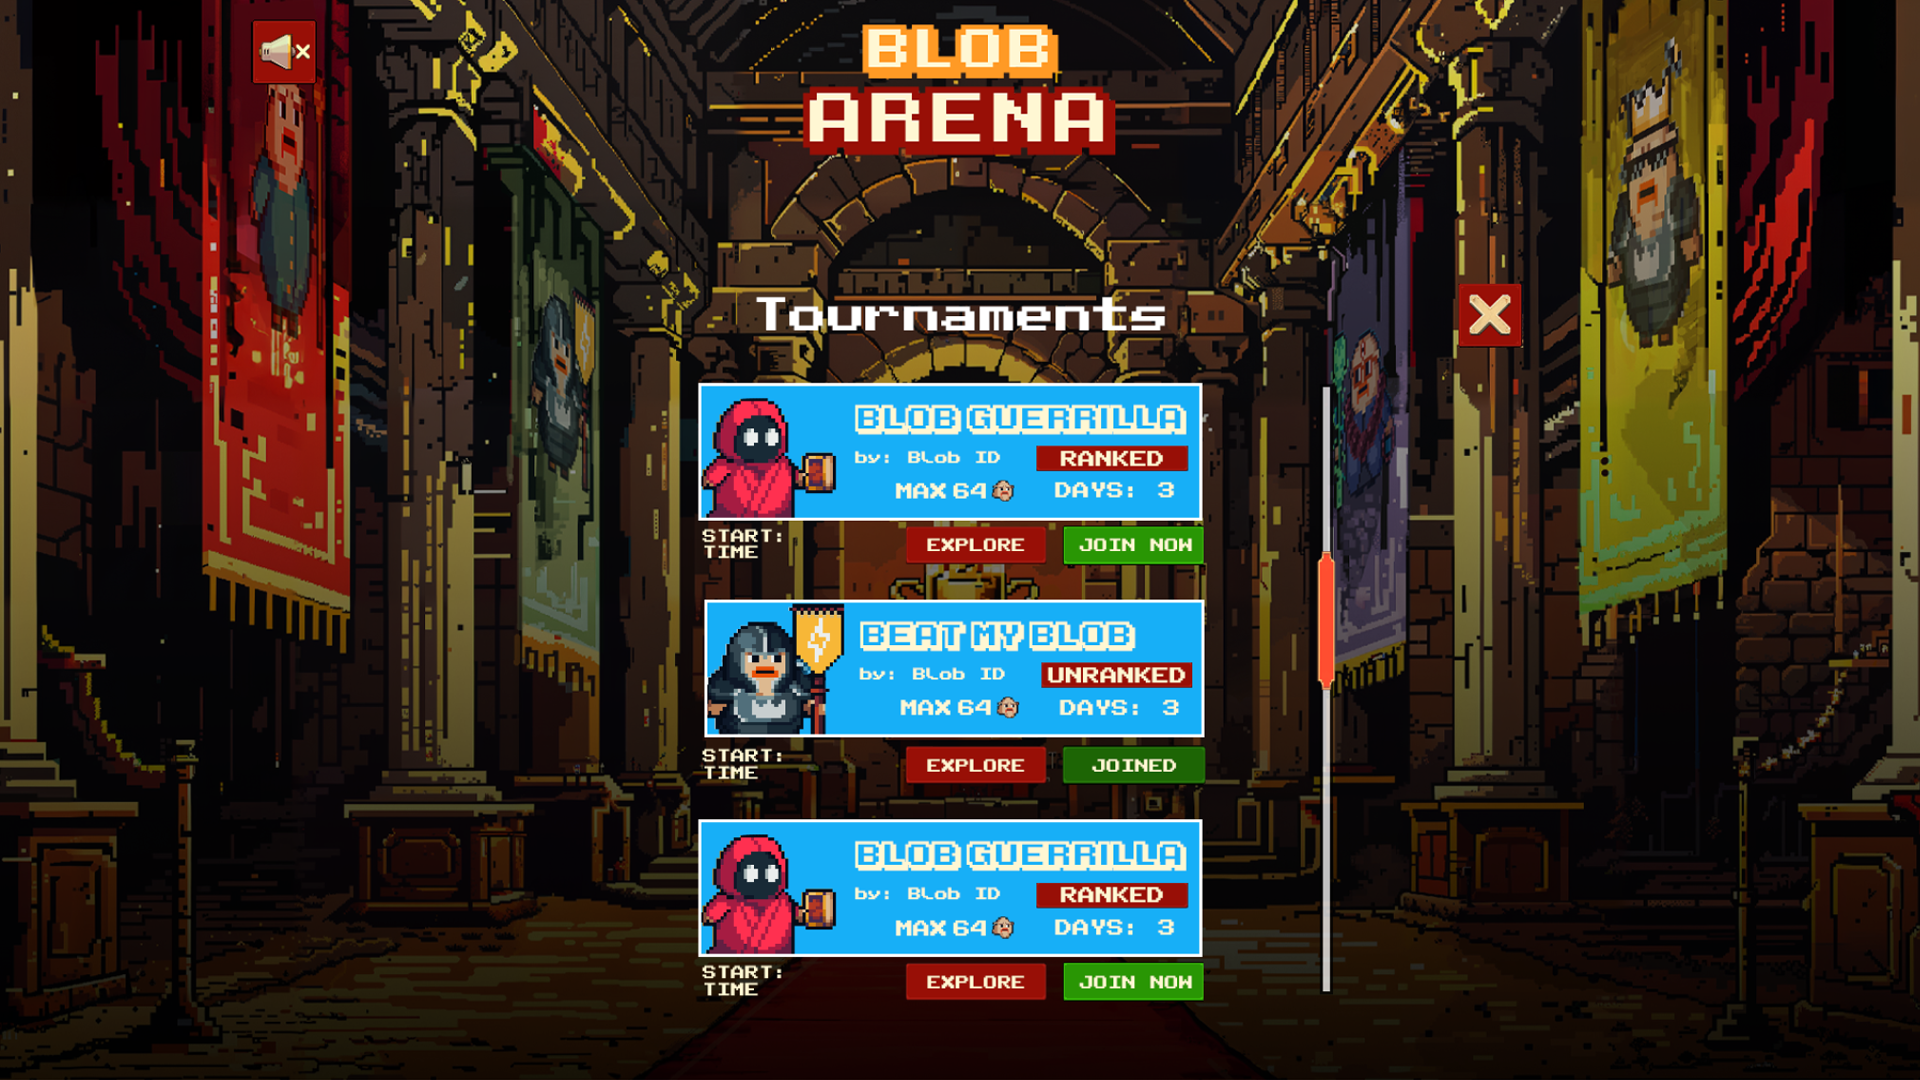 BLOB
ARENA
Tournaments
BLOB GUERRILLA
by: BLob ID RANKED
MAX 64 DAYS: 3
START:
TIME
EXPLORE JOIN NOW
BEAT MY BLOB
by: BLob ID UNRANKED
MAX 64 DAYS: 3
START:
TIME
EXPLORE JOINED
BLOB GUERRILLA
by: BLob ID RANKED
MAX 64 DAYS: 3
START:
TIME
EXPLORE JOIN NOW